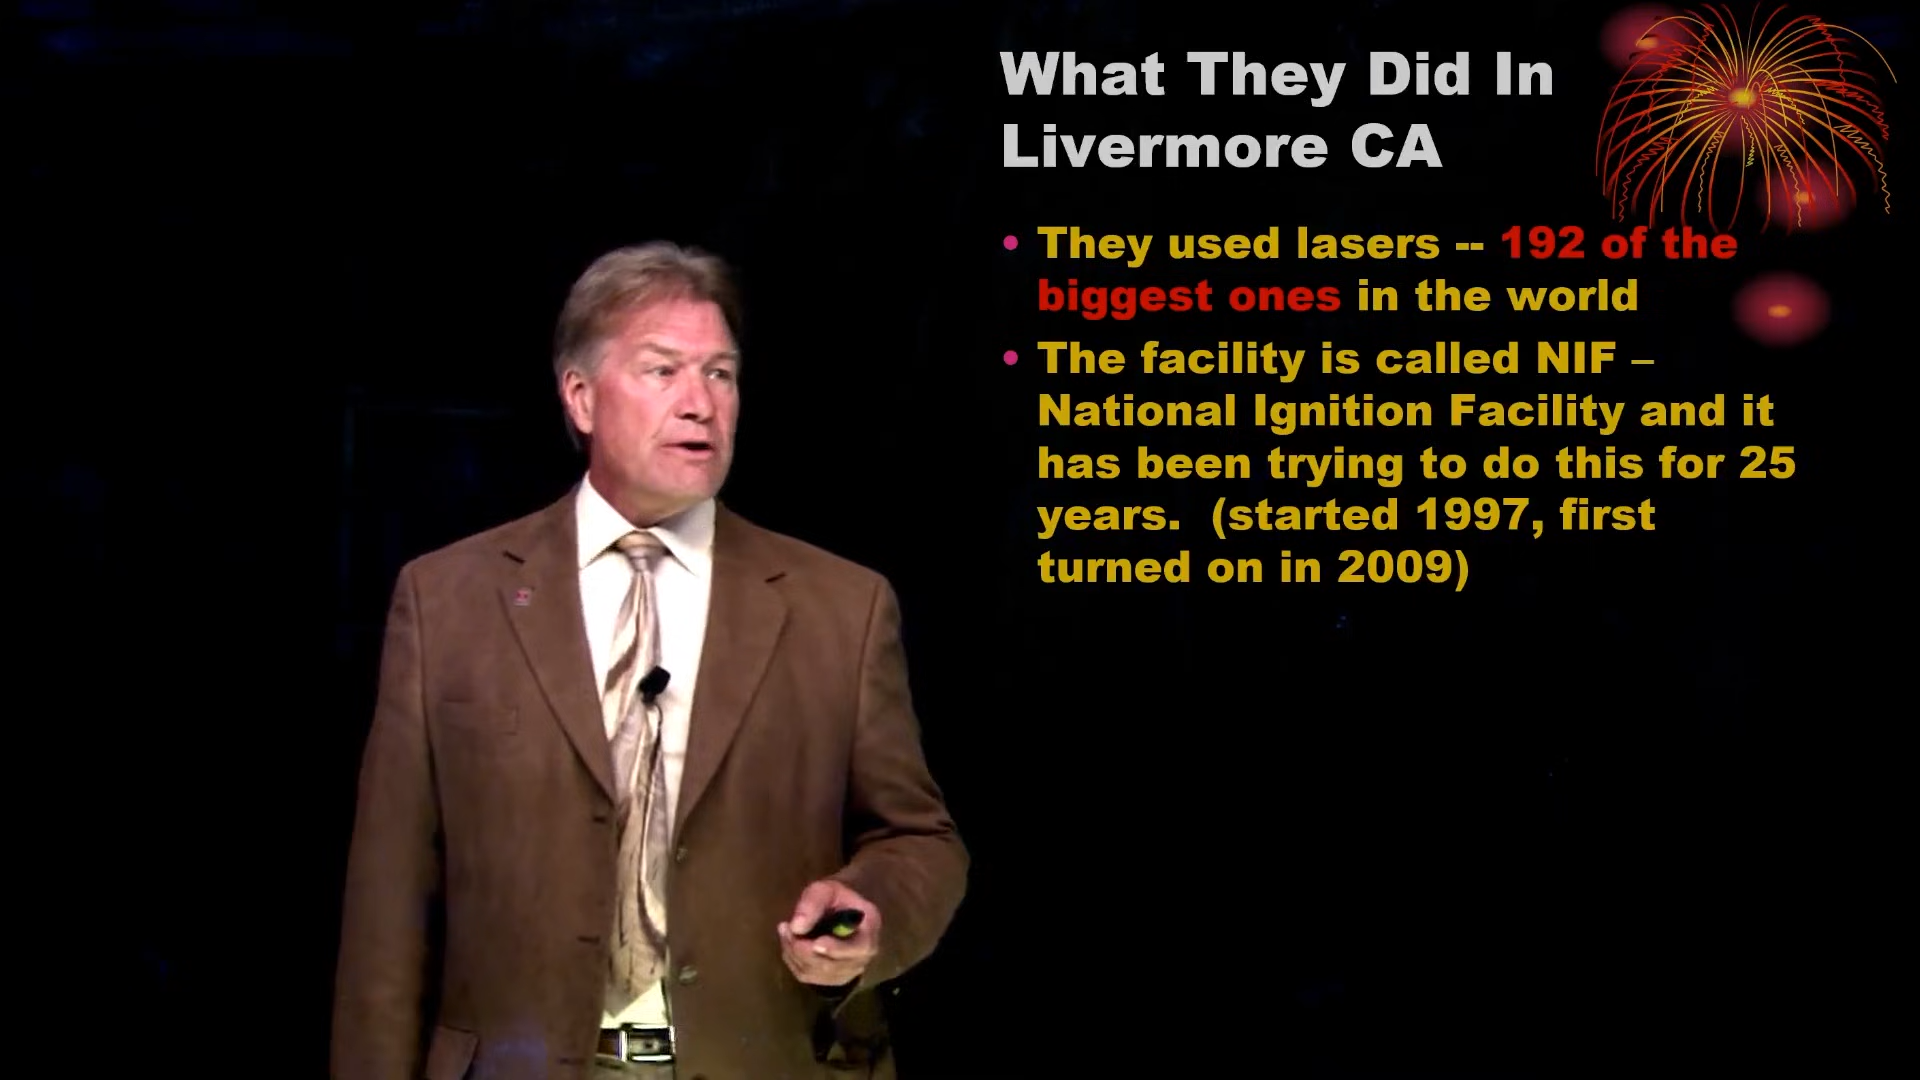 What They Did In
Livermore CA
• They used lasers -- 192 of the
biggest ones in the world
• The facility is called NIF –
National Ignition Facility and it
has been trying to do this for 25
years.  (started 1997, first
turned on in 2009)